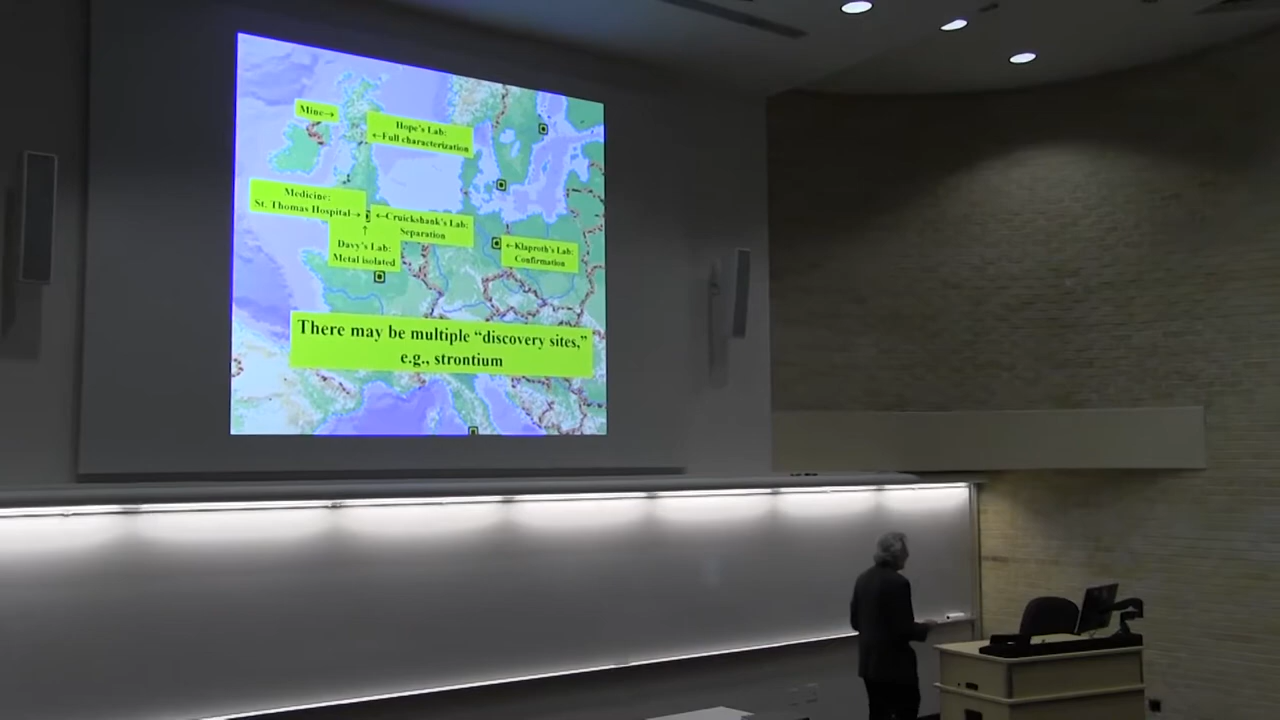 Mine→
Hope's Lab:
←Full characterization
Medicine:
St. Thomas Hospital→
←Cruickshank's Lab:
Separation
↑
Davy's Lab:
Metal isolated
←Klaproth's Lab:
Confirmation
There may be multiple “discovery sites,”
e.g., strontium